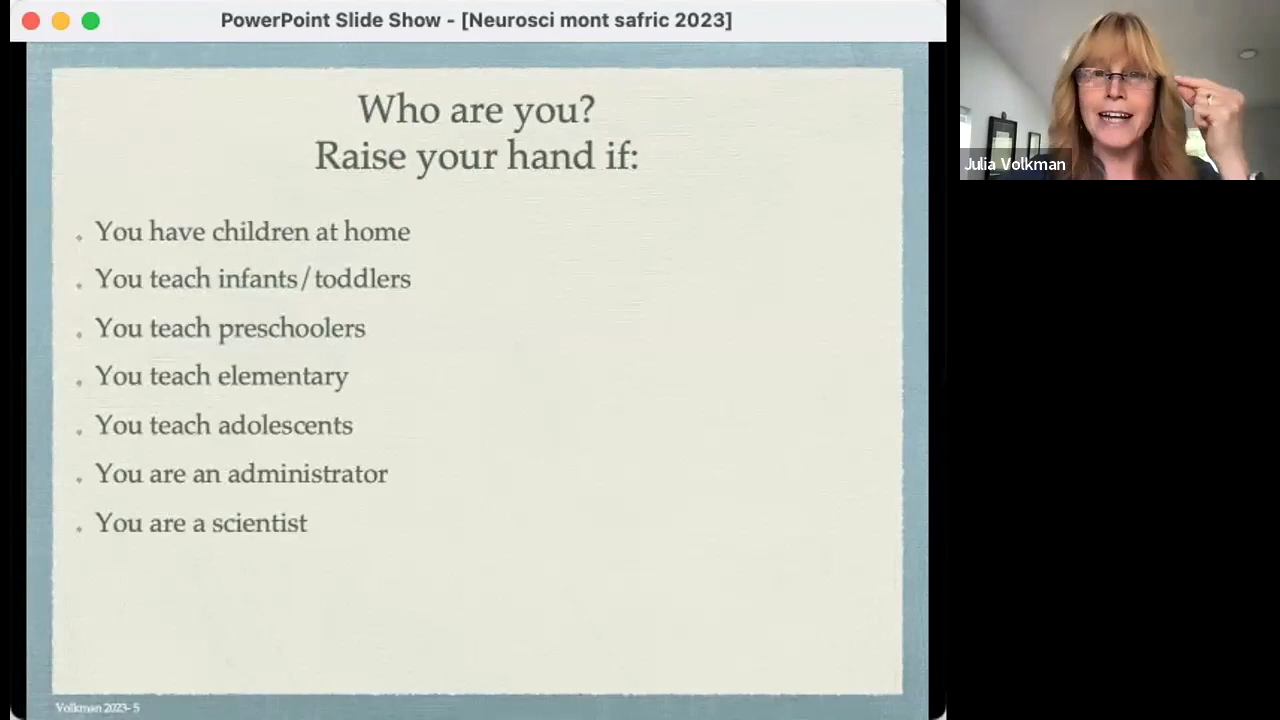 PowerPoint Slide Show - [Neurosci mont safric 2023]
Who are you?
Raise your hand if:
You have children at home
You teach infants/toddlers
You teach preschoolers
You teach elementary
You teach adolescents
You are an administrator
You are a scientist
Volkman 2023- 5
Julia Volkman